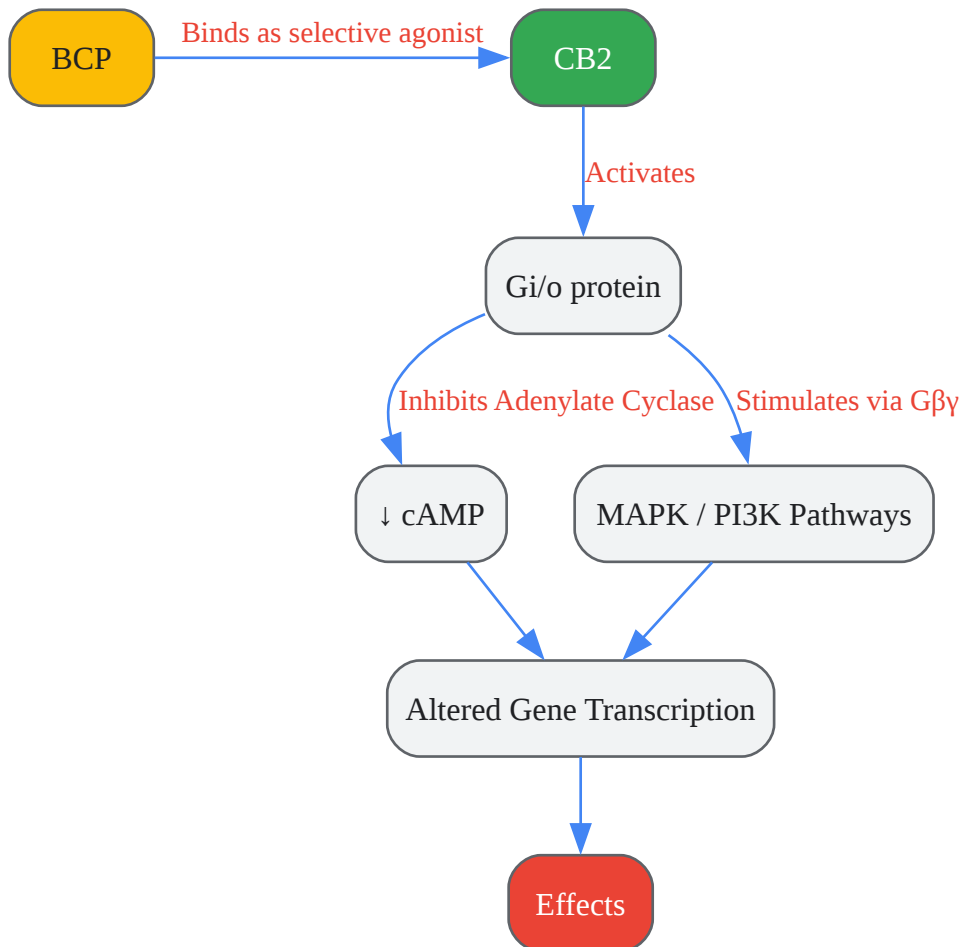 BCP
Binds as selective agonist
CB2
Activates
Gi/o protein
Inhibits Adenylate Cyclase
Stimulates via Gβγ
↓ cAMP
MAPK / PI3K Pathways
Altered Gene Transcription
Effects